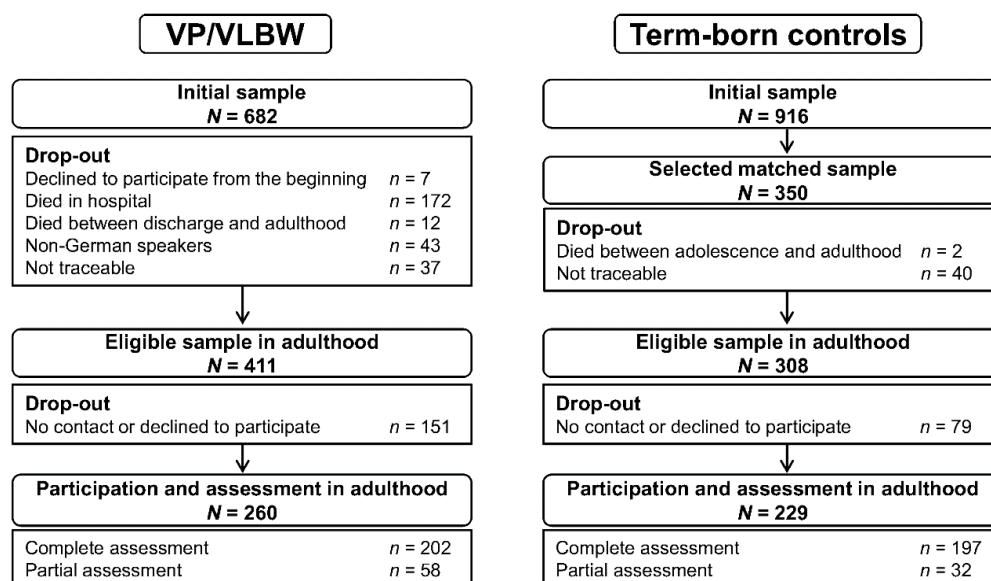 VP/VLBW
Initial sample
N = 682
Drop-out
Declined to participate from the beginning n = 7
Died in hospital n = 172
Died between discharge and adulthood n = 12
Non-German speakers n = 43
Not traceable n = 37
Eligible sample in adulthood
N = 411
Drop-out
No contact or declined to participate n = 151
Participation and assessment in adulthood
N = 260
Complete assessment n = 202
Partial assessment n = 58
Term-born controls
Initial sample
N = 916
Selected matched sample
N = 350
Drop-out
Died between adolescence and adulthood n = 2
Not traceable n = 40
Eligible sample in adulthood
N = 308
Drop-out
No contact or declined to participate n = 79
Participation and assessment in adulthood
N = 229
Complete assessment n = 197
Partial assessment n = 32